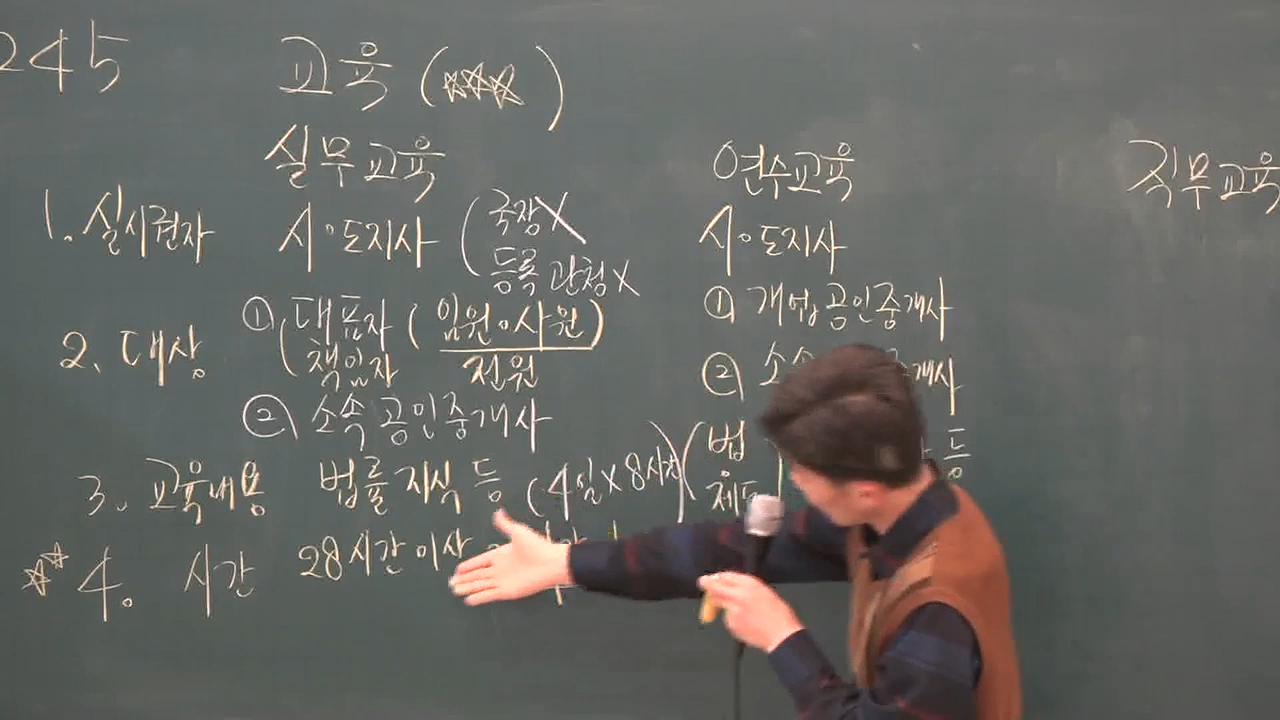 245 교육 (☆☆☆)
실무교육 연수교육 직무교육
1. 실시권자 시·도지사 (국장X 시·도지사
등록관청X
2. 대상 ① (대표자 (임원·사원) ① 개업공인중개사
책임자 전원 ② 소속 개사
② 소속공인중개사
3. 교육내용 법률지식 등 (4일X8시간) (법 등
제도
☆☆ 4. 시간 28시간 이상